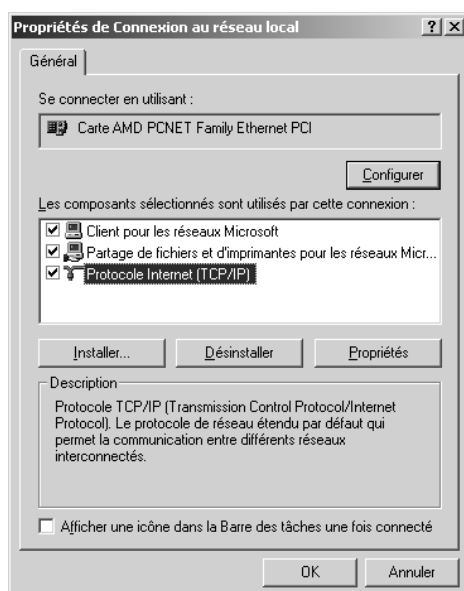 Propriétés de Connexion au réseau local
Général
Se connecter en utilisant :
Carte AMD PCNET Family Ethernet PCI
Configurer
Les composants sélectionnés sont utilisés par cette connexion :
Client pour les réseaux Microsoft
Partage de fichiers et d'imprimantes pour les réseaux Micr...
Protocole Internet (TCP/IP)
Installer... Désinstaller Propriétés
Description
Protocole TCP/IP (Transmission Control Protocol/Internet
Protocol). Le protocole de réseau étendu par défaut qui
permet la communication entre différents réseaux
interconnectés.
Afficher une icône dans la Barre des tâches une fois connecté
OK Annuler